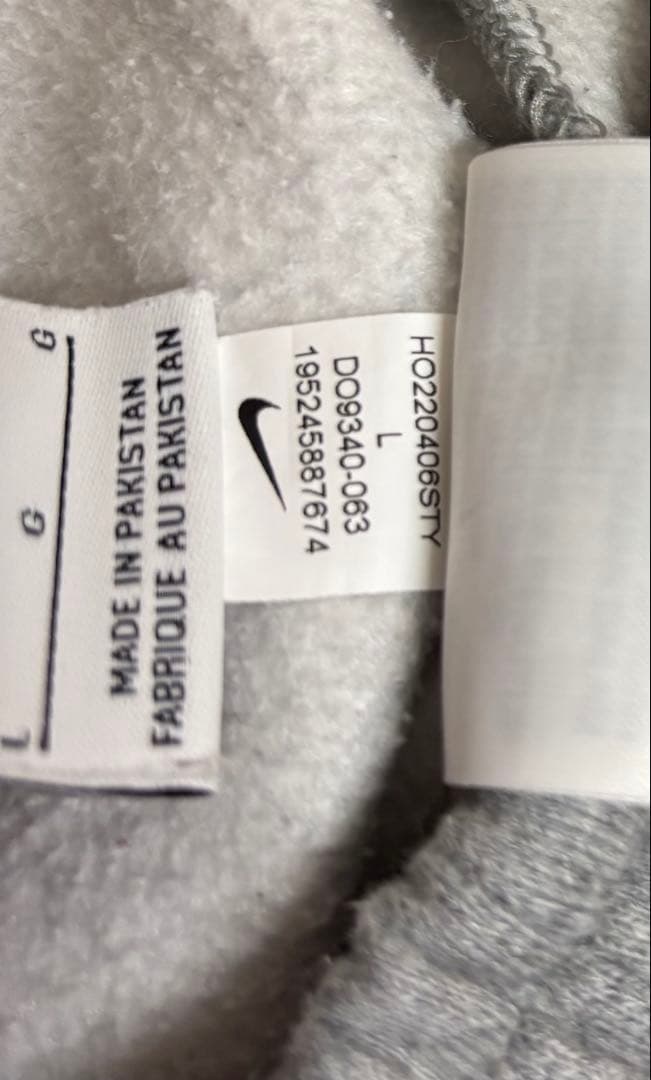 L G G
MADE IN PAKISTAN
FABRIQUE AU PAKISTAN
HO220406STY
L
DO9340-063
195245887674